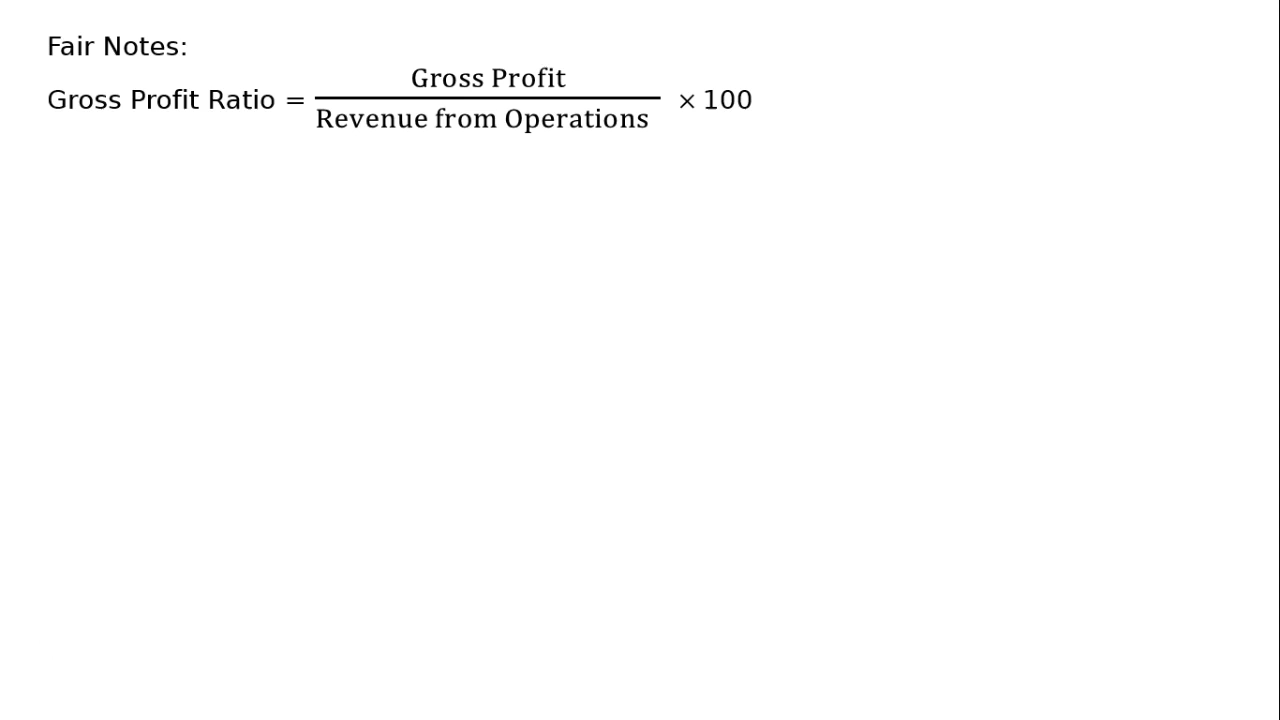 Fair Notes:
Gross Profit Ratio = Gross Profit / Revenue from Operations × 100